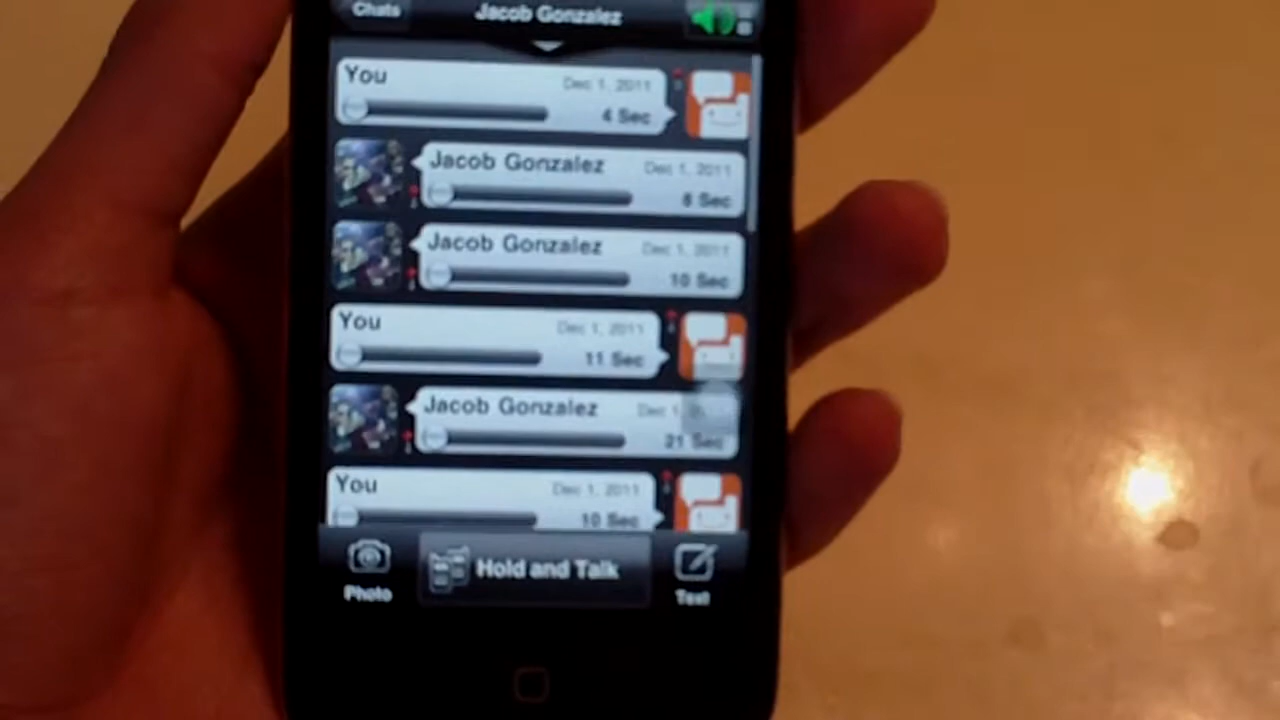 Chats
Jacob Gonzalez
You
Dec 1, 2011
4 Sec
Jacob Gonzalez
Dec 1, 2011
8 Sec
Jacob Gonzalez
Dec 1, 2011
10 Sec
You
Dec 1, 2011
11 Sec
Jacob Gonzalez
Dec 1,
21 Sec
You
Dec 1, 2011
10 Sec
Photo
Hold and Talk
Text